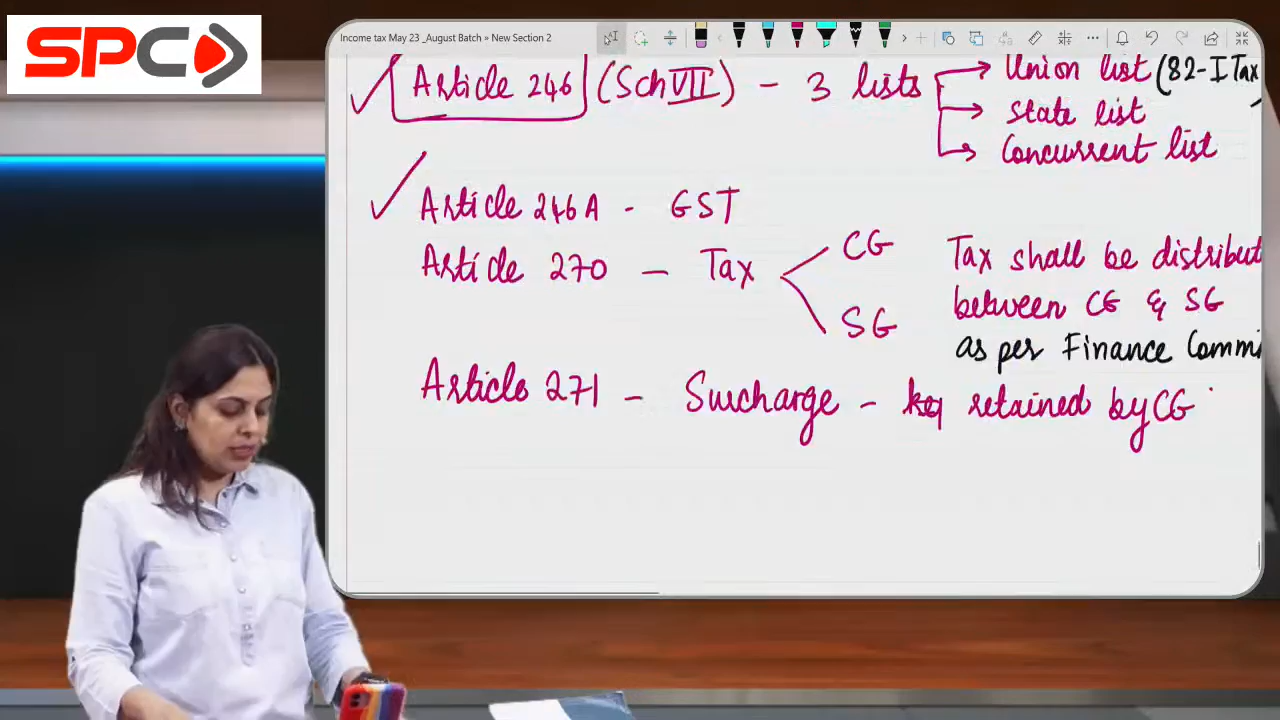 SPC
Income tax May 23 _August Batch » New Section 2
Article 246 (Sch VII) - 3 lists
Union list (82-I Tax
State list
Concurrent list
Article 246A - GST
Article 270 - Tax
CG
SG
Tax shall be distribut
between CG & SG
as per Finance Commi
Article 271 - Surcharge - retained by CG